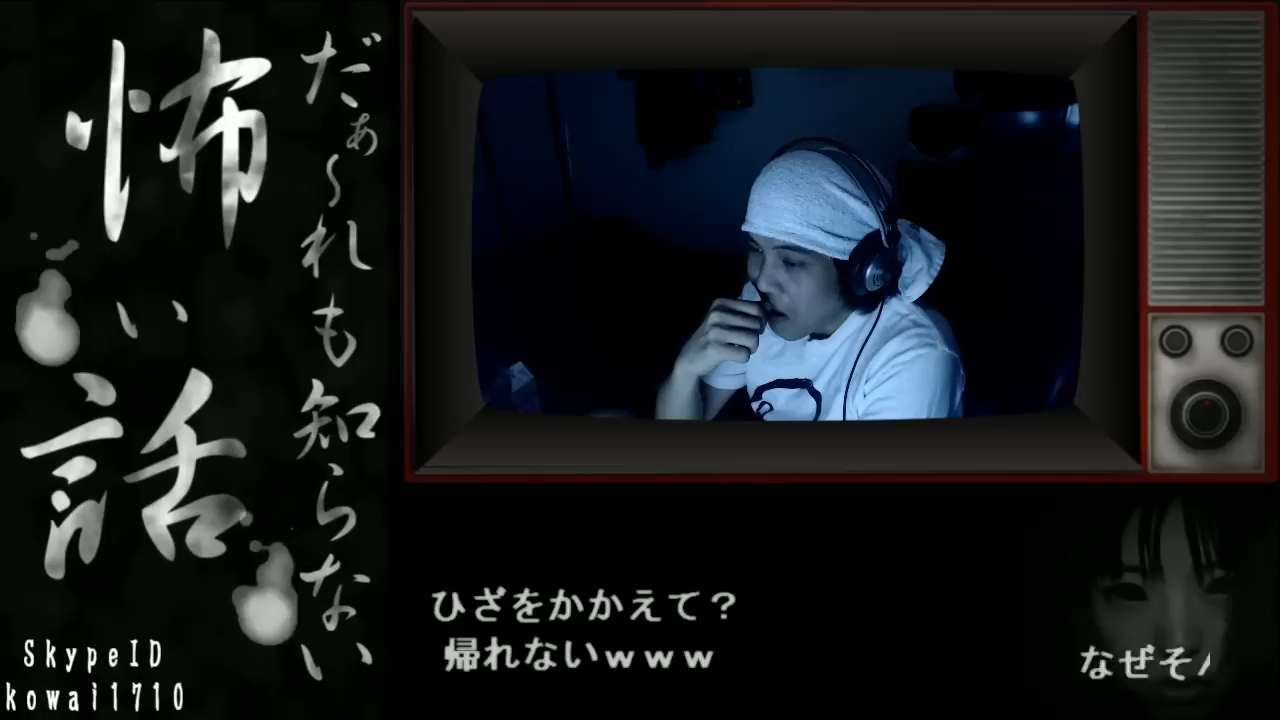 だぁ～れも知らない
怖い話
SkypeID
kowai1710
ひざをかかえて？
帰れないｗｗｗ
なぜそ